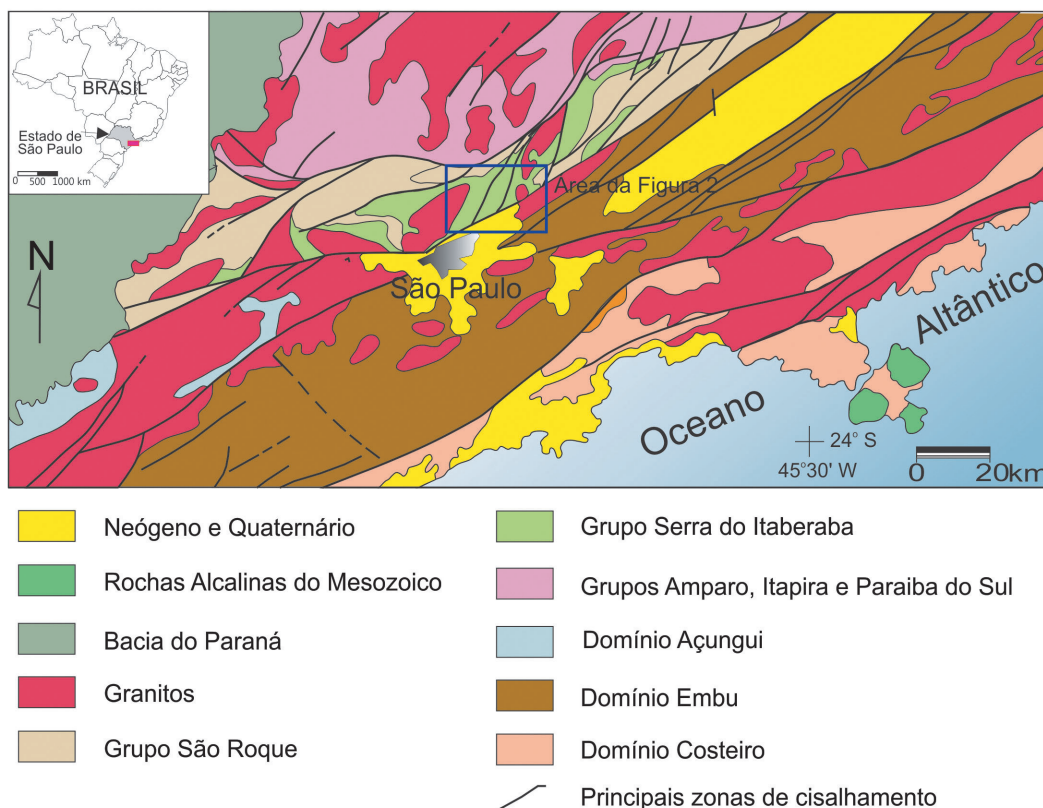 BRASIL
Estado de
São Paulo
0 500 1000 km
N
Área da Figura 2
São Paulo
Oceano
Altântico
24° S
45°30' W
0 20km
Neógeno e Quaternário
Rochas Alcalinas do Mesozoico
Bacia do Paraná
Granitos
Grupo São Roque
Grupo Serra do Itaberaba
Grupos Amparo, Itapira e Paraiba do Sul
Domínio Açungui
Domínio Embu
Domínio Costeiro
Principais zonas de cisalhamento